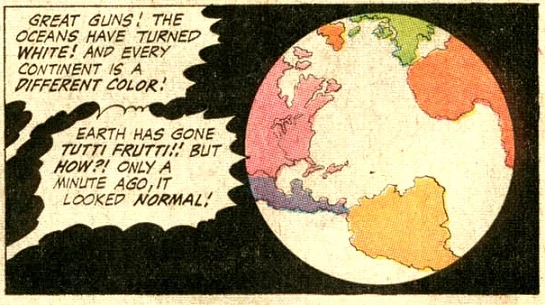 GREAT GUNS! THE
OCEANS HAVE TURNED
WHITE! AND EVERY
CONTINENT IS A
DIFFERENT COLOR!
EARTH HAS GONE
TUTTI FRUTTI!! BUT
HOW?! ONLY A
MINUTE AGO, IT
LOOKED NORMAL!